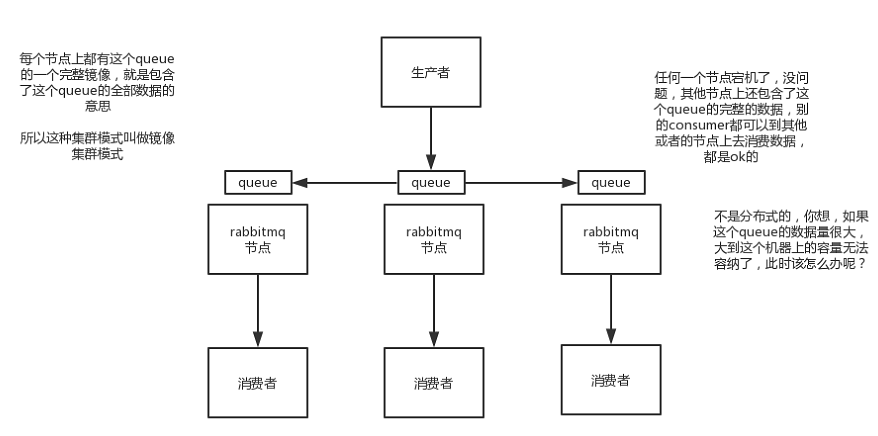 每个节点上都有这个queue
的一个完整镜像，就是包含
了这个queue的全部数据的
意思
所以这种集群模式叫做镜像
集群模式
生产者
任何一个节点宕机了，没问
题，其他节点上还包含了这
个queue的完整的数据，别
的consumer都可以到其他
或者的节点上去消费数据，
都是ok的
queue
queue
queue
不是分布式的，你想，如果
这个queue的数据量很大，
大到这个机器上的容量无法
容纳了，此时该怎么办呢？
rabbitmq
节点
rabbitmq
节点
rabbitmq
节点
消费者
消费者
消费者